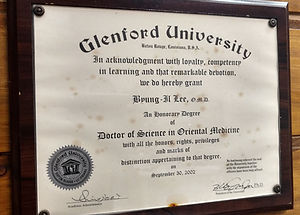 Glenford University
Baton Rouge, Louisiana, U.S.A.
In acknowledgment with loyalty, competency
in learning and that remarkable devotion,
we do hereby grant
Byung-Il Lee, O.M.D.
An Honorary Degree
of
Doctor of Science in Oriental Medicine
with all the honors, rights, privileges
and marks of
distinction appertaining to that degree.
on
September 30, 2002